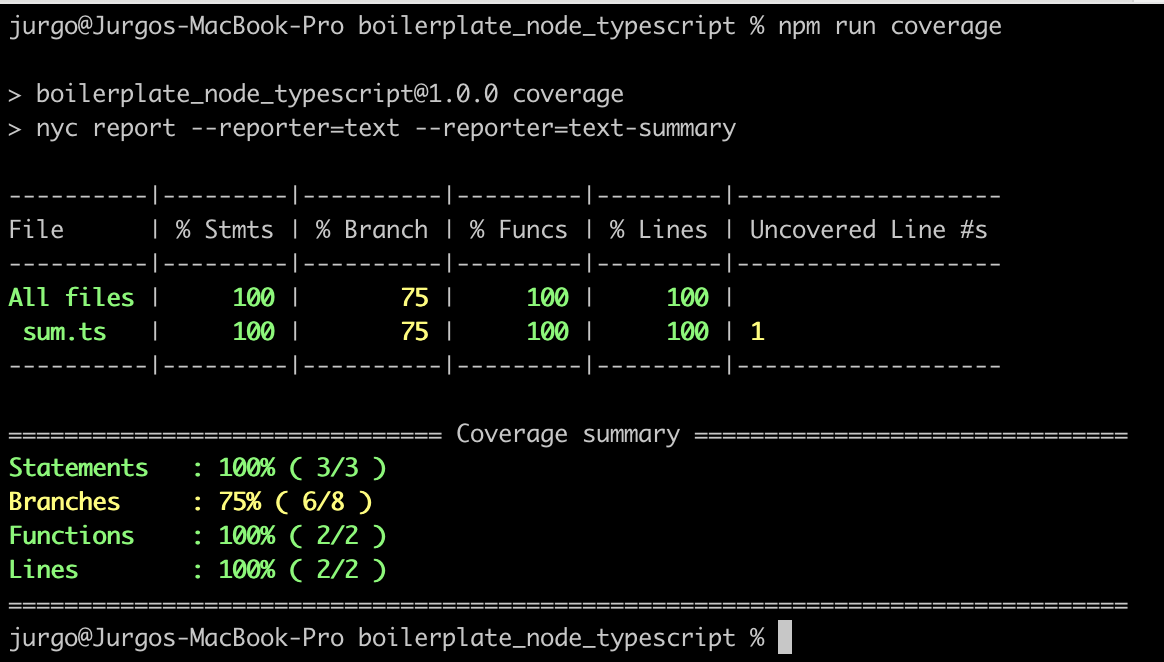 jurgo@Jurgos-MacBook-Pro boilerplate_node_typescript % npm run coverage
> boilerplate_node_typescript@1.0.0 coverage
> nyc report --reporter=text --reporter=text-summary
----------|---------|----------|---------|---------|-------------------
File      | % Stmts | % Branch | % Funcs | % Lines | Uncovered Line #s
----------|---------|----------|---------|---------|-------------------
All files |     100 |       75 |     100 |     100 |
 sum.ts   |     100 |       75 |     100 |     100 | 1
----------|---------|----------|---------|---------|-------------------
=============================== Coverage summary ===============================
Statements   : 100% ( 3/3 )
Branches     : 75% ( 6/8 )
Functions    : 100% ( 2/2 )
Lines        : 100% ( 2/2 )
================================================================================
jurgo@Jurgos-MacBook-Pro boilerplate_node_typescript %